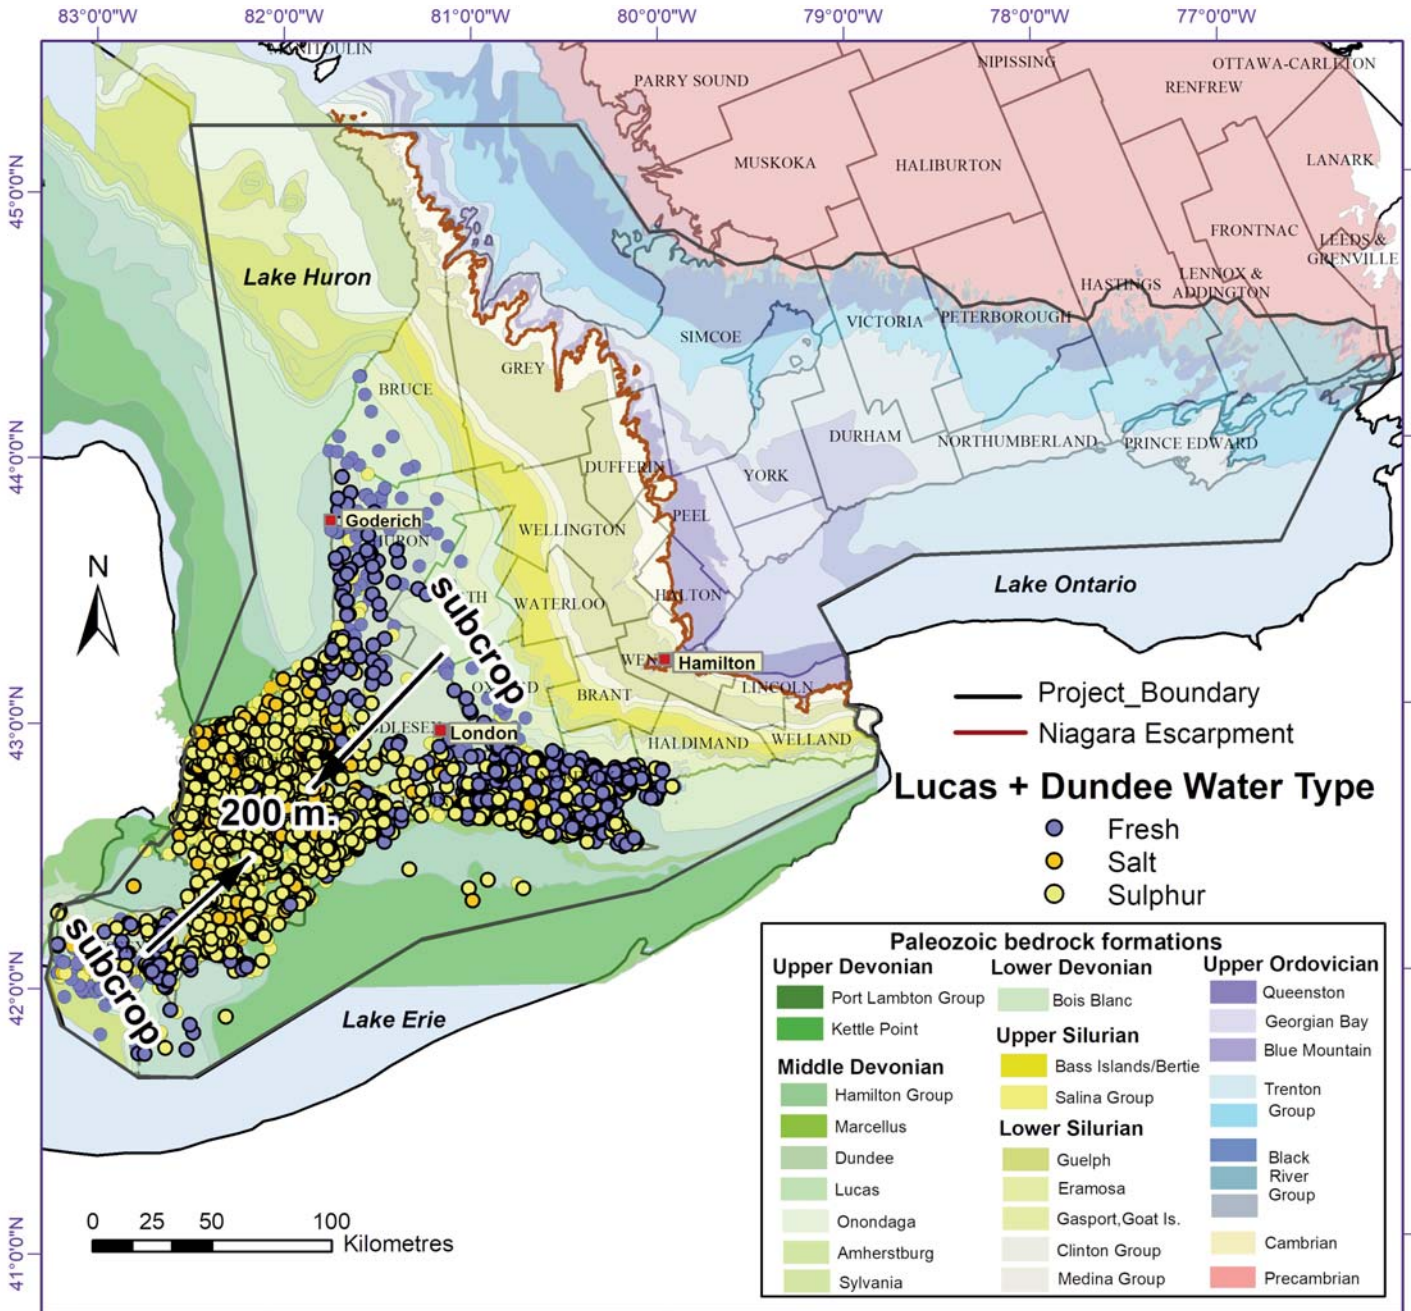 83°0'0"W 82°0'0"W 81°0'0"W 80°0'0"W 79°0'0"W 78°0'0"W 77°0'0"W
45°0'0"N
44°0'0"N
43°0'0"N
42°0'0"N
41°0'0"N
MANITOULIN
PARRY SOUND
NIPISSING
OTTAWA-CARLETON
RENFREW
MUSKOKA
HALIBURTON
LANARK
FRONTNAC
LEEDS &
GRENVILLE
HASTINGS
LENNOX &
ADDINGTON
Lake Huron
SIMCOE
VICTORIA
PETERBOROUGH
GREY
BRUCE
DUFFERIN
DURHAM
NORTHUMBERLAND
PRINCE EDWARD
YORK
PEEL
WELLINGTON
Goderich
HURON
WATERLOO
HALTON
Lake Ontario
N
subcrop
Hamilton
BRANT
LINCOLN
London
HALDIMAND
WELLAND
200 m.
subcrop
Lake Erie
0 25 50 100
Kilometres
Project_Boundary
Niagara Escarpment
Lucas + Dundee Water Type
Fresh
Salt
Sulphur
Paleozoic bedrock formations
Upper Devonian
Port Lambton Group
Kettle Point
Middle Devonian
Hamilton Group
Marcellus
Dundee
Lucas
Onondaga
Amherstburg
Sylvania
Lower Devonian
Bois Blanc
Upper Silurian
Bass Islands/Bertie
Salina Group
Lower Silurian
Guelph
Eramosa
Gasport,Goat Is.
Clinton Group
Medina Group
Upper Ordovician
Queenston
Georgian Bay
Blue Mountain
Trenton
Group
Black
River
Group
Cambrian
Precambrian